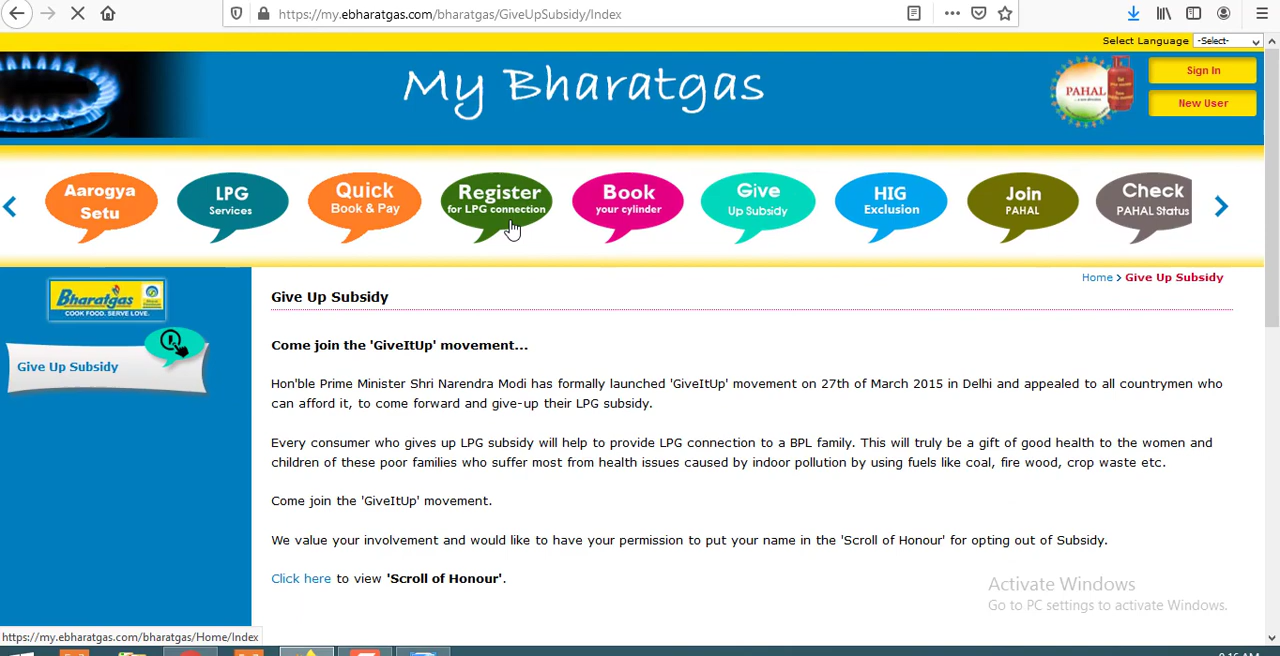 https://my.ebharatgas.com/bharatgas/GiveUpSubsidy/Index
Select Language -Select-
My Bharatgas
PAHAL
Sign In
New User
Aarogya
Setu
LPG
Services
Quick
Book & Pay
Register
for LPG connection
Book
your cylinder
Give
Up Subsidy
HIG
Exclusion
Join
PAHAL
Check
PAHAL Status
Bharatgas
COOK FOOD. SERVE LOVE.
Give Up Subsidy
Home > Give Up Subsidy
Give Up Subsidy
Come join the 'GiveItUp' movement...
Hon'ble Prime Minister Shri Narendra Modi has formally launched 'GiveItUp' movement on 27th of March 2015 in Delhi and appealed to all countrymen who
can afford it, to come forward and give-up their LPG subsidy.
Every consumer who gives up LPG subsidy will help to provide LPG connection to a BPL family. This will truly be a gift of good health to the women and
children of these poor families who suffer most from health issues caused by indoor pollution by using fuels like coal, fire wood, crop waste etc.
Come join the 'GiveItUp' movement.
We value your involvement and would like to have your permission to put your name in the 'Scroll of Honour' for opting out of Subsidy.
Click here to view 'Scroll of Honour'.
Activate Windows
Go to PC settings to activate Windows.
https://my.ebharatgas.com/bharatgas/Home/Index